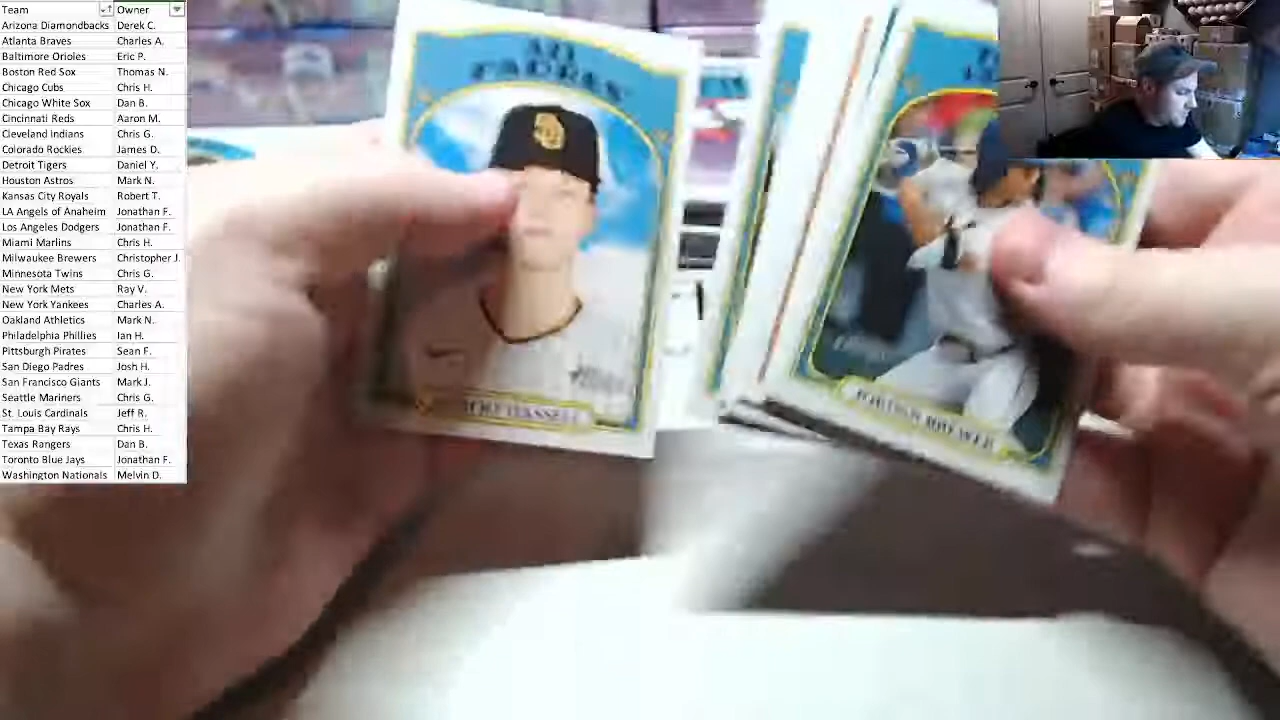 Team Owner
Arizona Diamondbacks Derek C.
Atlanta Braves Charles A.
Baltimore Orioles Eric P.
Boston Red Sox Thomas N.
Chicago Cubs Chris H.
Chicago White Sox Dan B.
Cincinnati Reds Aaron M.
Cleveland Indians Chris G.
Colorado Rockies James D.
Detroit Tigers Daniel Y.
Houston Astros Mark N.
Kansas City Royals Robert T.
LA Angels of Anaheim Jonathan F.
Los Angeles Dodgers Jonathan F.
Miami Marlins Chris H.
Milwaukee Brewers Christopher J.
Minnesota Twins Chris G.
New York Mets Ray V.
New York Yankees Charles A.
Oakland Athletics Mark N.
Philadelphia Phillies Ian H.
Pittsburgh Pirates Sean F.
San Diego Padres Josh H.
San Francisco Giants Mark J.
Seattle Mariners Chris G.
St. Louis Cardinals Jeff R.
Tampa Bay Rays Chris H.
Texas Rangers Dan B.
Toronto Blue Jays Jonathan F.
Washington Nationals Melvin D.
PADRES
SD
HASSELL
BREWER